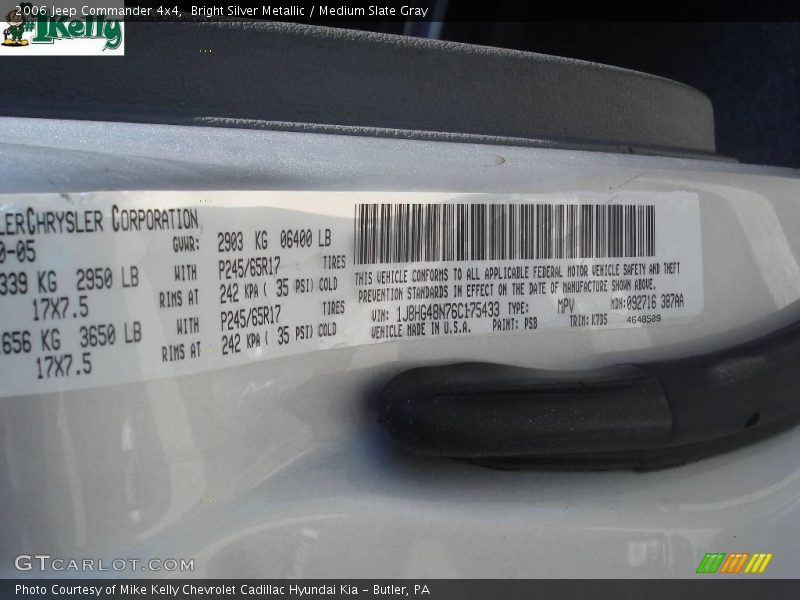 2006 Jeep Commander 4x4, Bright Silver Metallic / Medium Slate Gray
#1Kelly
LERCHRYSLER CORPORATION
0-05
GVWR: 2903 KG 06400 LB
339 KG 2950 LB WITH P245/65R17 TIRES
17X7.5 RIMS AT 242 KPA ( 35 PSI) COLD
656 KG 3650 LB WITH P245/65R17 TIRES
17X7.5 RIMS AT 242 KPA ( 35 PSI) COLD
THIS VEHICLE CONFORMS TO ALL APPLICABLE FEDERAL MOTOR VEHICLE SAFETY AND THEFT
PREVENTION STANDARDS IN EFFECT ON THE DATE OF MANUFACTURE SHOWN ABOVE.
VIN: TYPE: MPV MDH: 092716 387AA
VEHICLE MADE IN U.S.A. PAINT: PSB TRIM: K7D5 4648509
GTCARLOT.COM
Photo Courtesy of Mike Kelly Chevrolet Cadillac Hyundai Kia – Butler, PA